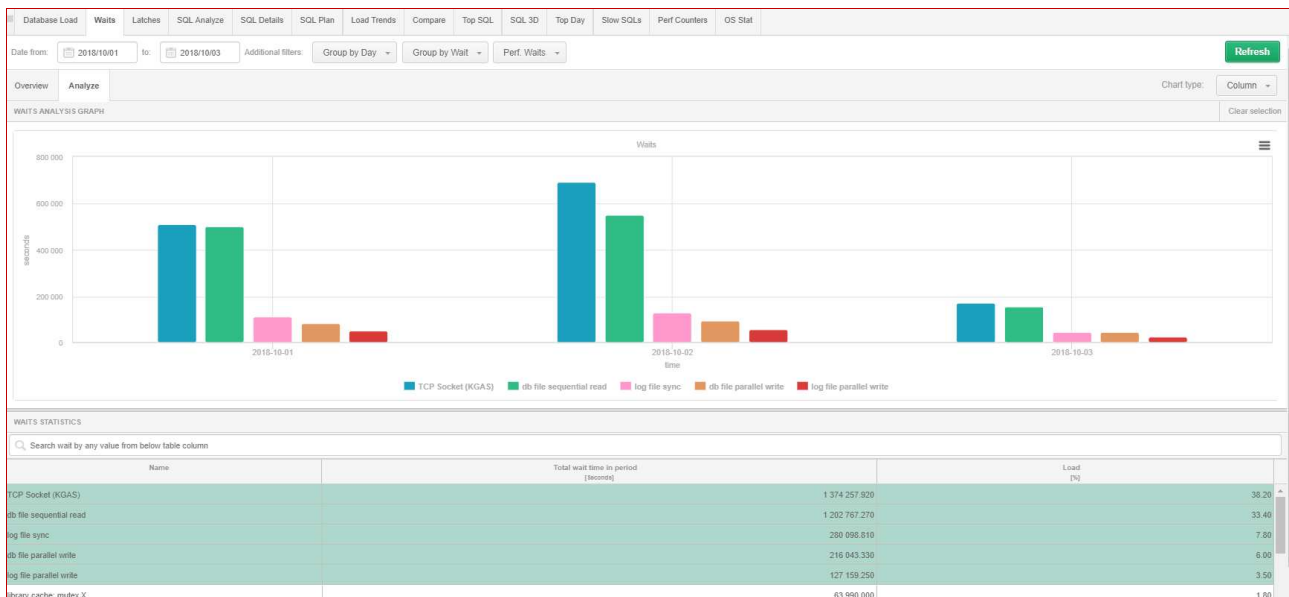 Database Load Waits Latches SQL Analyze SQL Details SQL Plan Load Trends Compare Top SQL SQL 3D Top Day Slow SQLs Perf Counters OS Stat
Date from: 2018/10/01 to: 2018/10/03 Additional filters: Group by Day Group by Wait Perf. Waits Refresh
Overview Analyze Chart type: Column
WAITS ANALYSIS GRAPH Clear selection
Waits
800 000
600 000
400 000
200 000
0
seconds
2018-10-01 2018-10-02 2018-10-03
time
TCP Socket (KGAS) db file sequential read log file sync db file parallel write log file parallel write
WAITS STATISTICS
Search wait by any value from below table column
Name Total wait time in period Load
[seconds] [%]
TCP Socket (KGAS) 1 374 257.920 38.20
db file sequential read 1 202 767.270 33.40
log file sync 280 098.810 7.80
db file parallel write 216 043.330 6.00
log file parallel write 127 159.250 3.50
library cache: mutex X 63 990.000 1.80